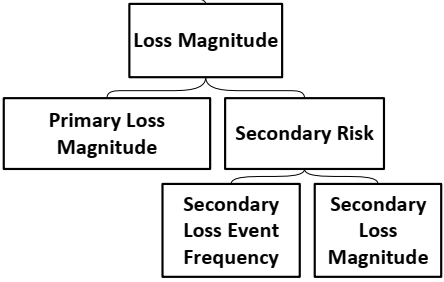 Loss Magnitude
Primary Loss
Magnitude
Secondary Risk
Secondary
Loss Event
Frequency
Secondary
Loss
Magnitude